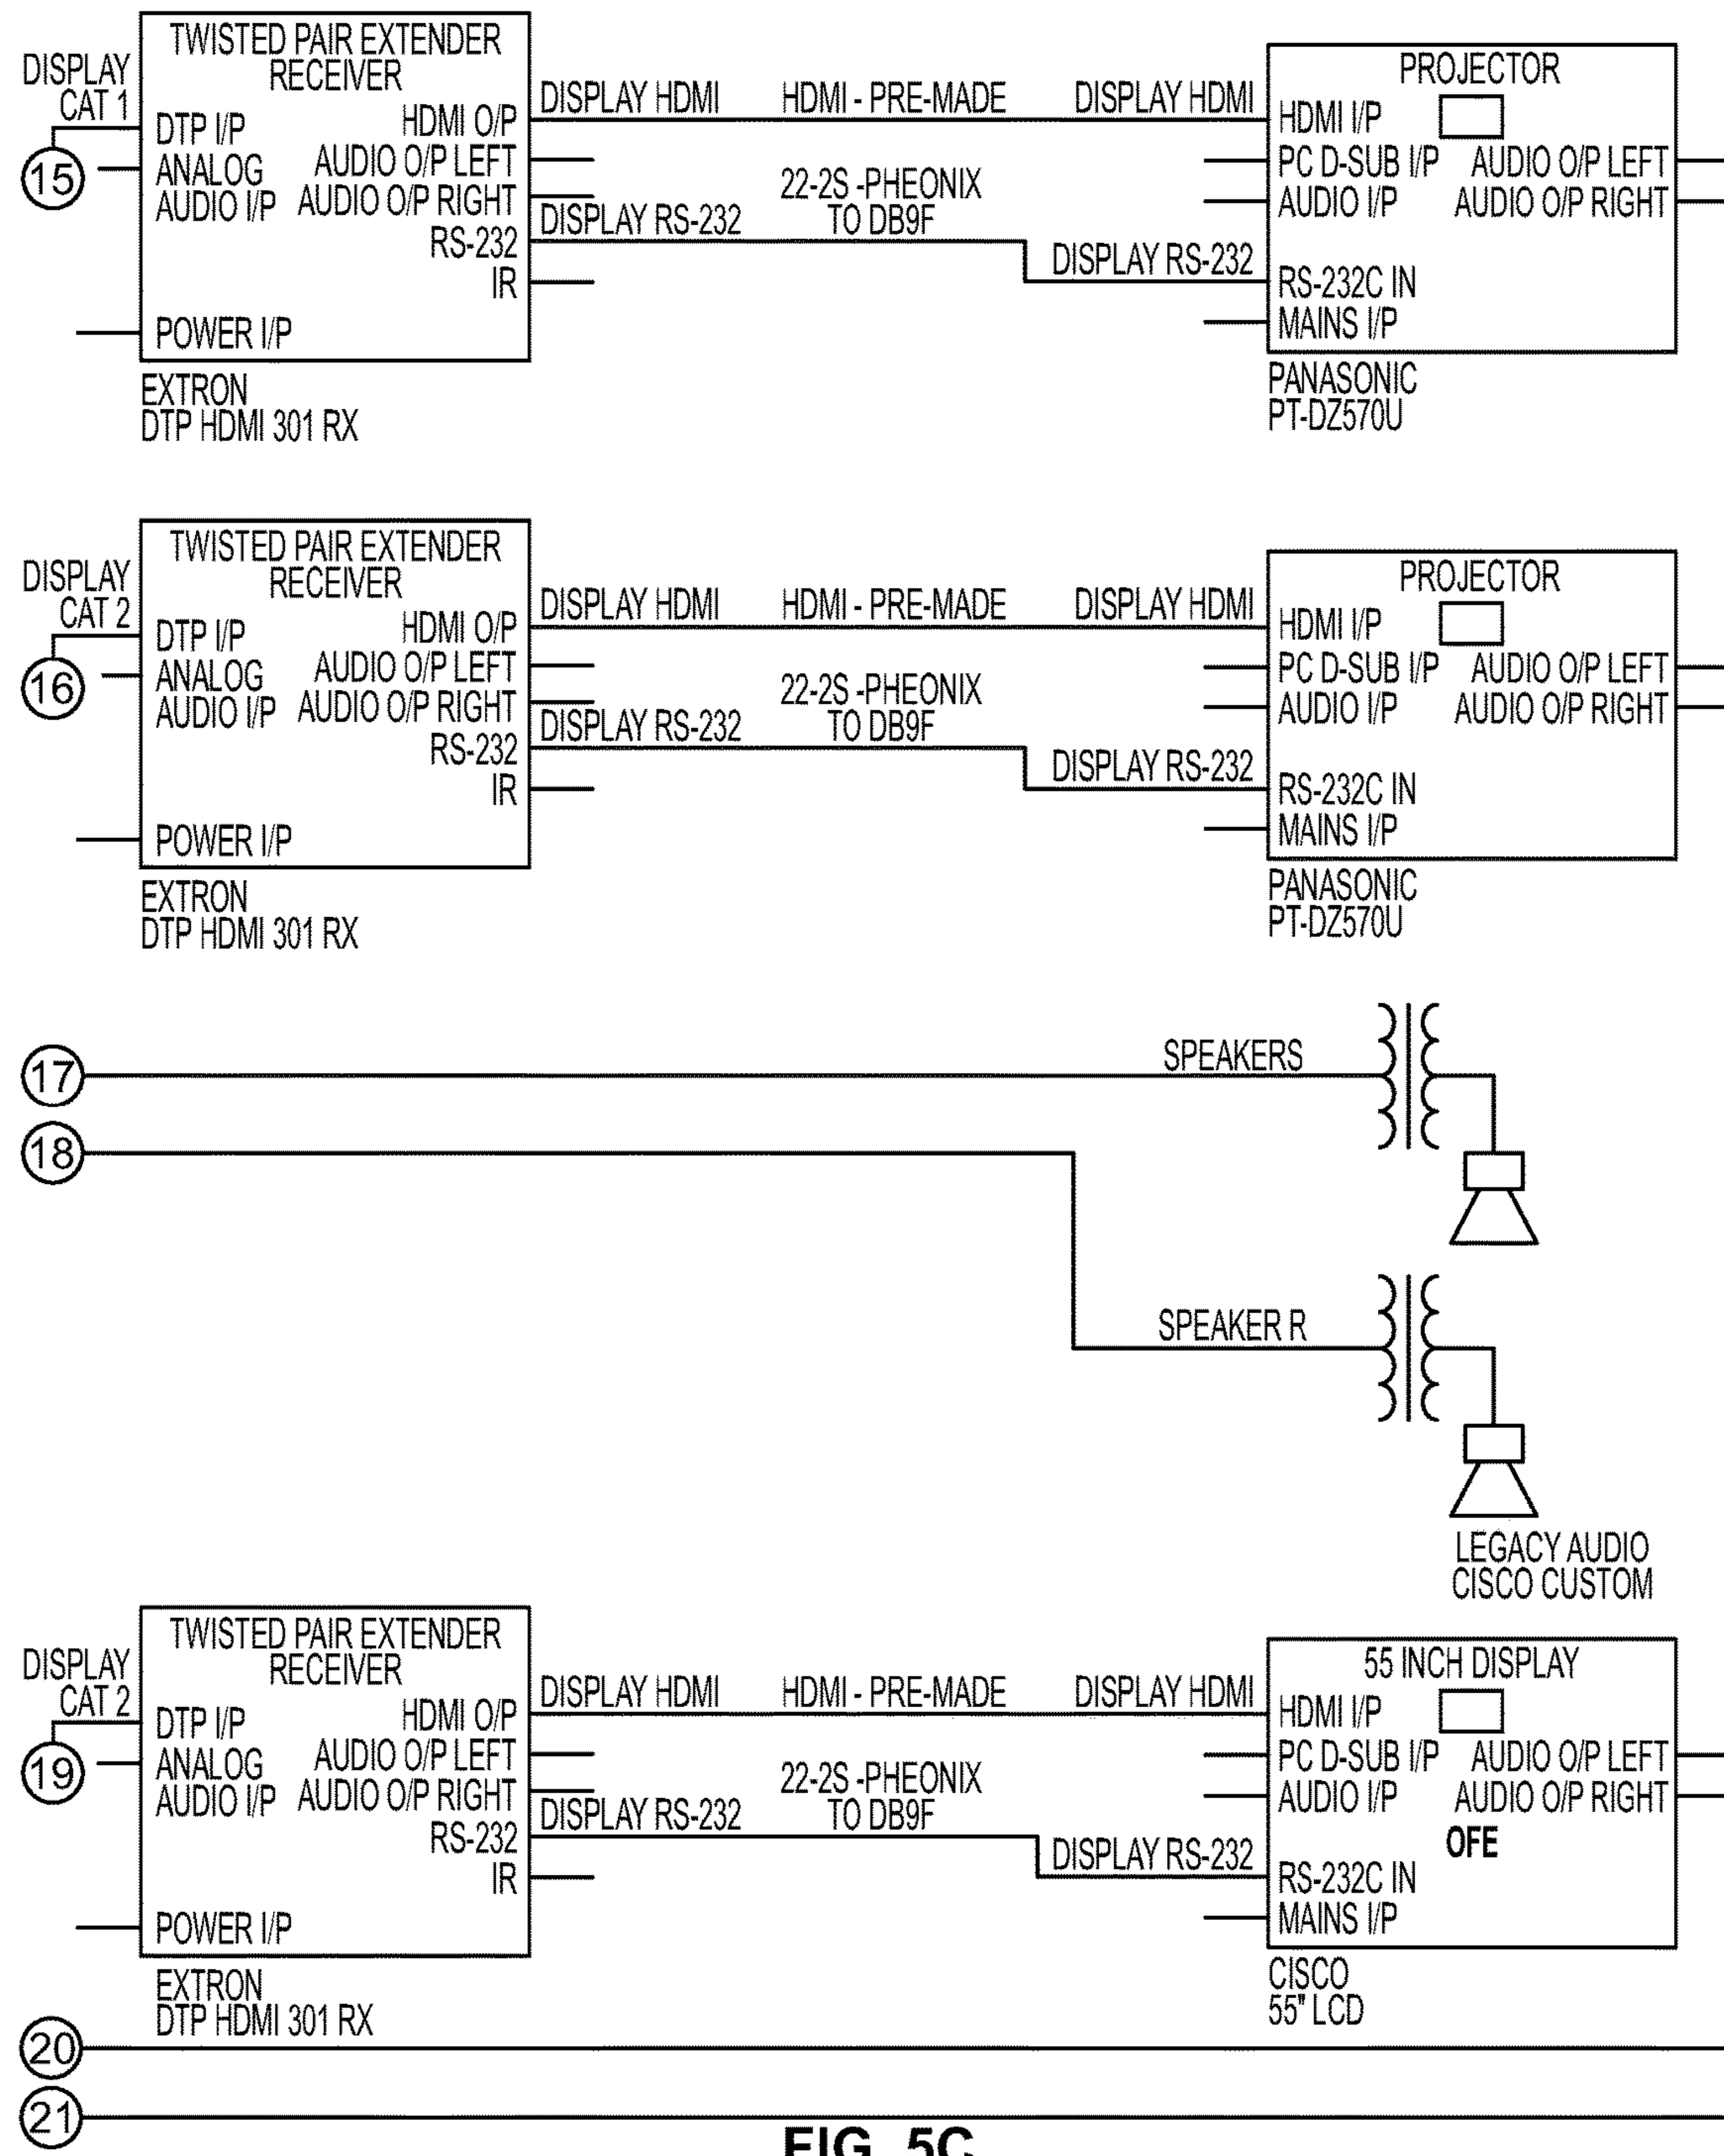 TWISTED PAIR EXTENDER
RECEIVER
DISPLAY
CAT 1
15
DTP I/P
ANALOG
AUDIO I/P
HDMI O/P
AUDIO O/P LEFT
AUDIO O/P RIGHT
RS-232
IR
POWER I/P
EXTRON
DTP HDMI 301 RX
DISPLAY HDMI HDMI - PRE-MADE DISPLAY HDMI
22-2S -PHEONIX
TO DB9F
DISPLAY RS-232
DISPLAY RS-232
PROJECTOR
HDMI I/P
PC D-SUB I/P AUDIO O/P LEFT
AUDIO I/P AUDIO O/P RIGHT
RS-232C IN
MAINS I/P
PANASONIC
PT-DZ570U
TWISTED PAIR EXTENDER
RECEIVER
DISPLAY
CAT 2
16
DTP I/P
ANALOG
AUDIO I/P
HDMI O/P
AUDIO O/P LEFT
AUDIO O/P RIGHT
RS-232
IR
POWER I/P
EXTRON
DTP HDMI 301 RX
DISPLAY HDMI HDMI - PRE-MADE DISPLAY HDMI
22-2S -PHEONIX
TO DB9F
DISPLAY RS-232
DISPLAY RS-232
PROJECTOR
HDMI I/P
PC D-SUB I/P AUDIO O/P LEFT
AUDIO I/P AUDIO O/P RIGHT
RS-232C IN
MAINS I/P
PANASONIC
PT-DZ570U
17
SPEAKERS
18
SPEAKER R
LEGACY AUDIO
CISCO CUSTOM
TWISTED PAIR EXTENDER
RECEIVER
DISPLAY
CAT 2
19
DTP I/P
ANALOG
AUDIO I/P
HDMI O/P
AUDIO O/P LEFT
AUDIO O/P RIGHT
RS-232
IR
POWER I/P
EXTRON
DTP HDMI 301 RX
DISPLAY HDMI HDMI - PRE-MADE DISPLAY HDMI
22-2S -PHEONIX
TO DB9F
DISPLAY RS-232
DISPLAY RS-232
55 INCH DISPLAY
HDMI I/P
PC D-SUB I/P AUDIO O/P LEFT
AUDIO I/P AUDIO O/P RIGHT
OFE
RS-232C IN
MAINS I/P
CISCO
55" LCD
20
21
FIG. 5C